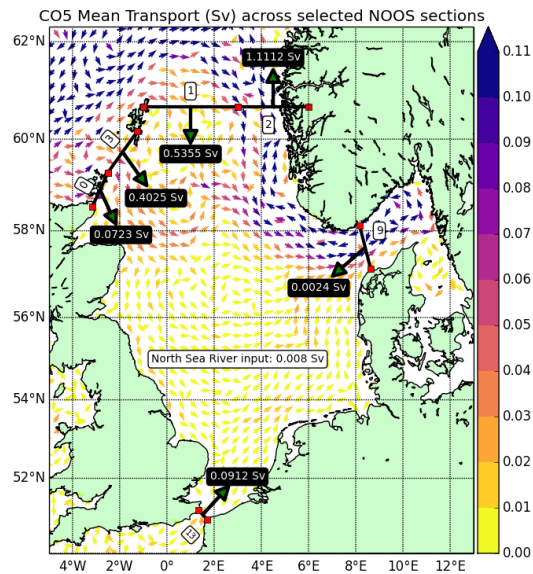 CO5 Mean Transport (Sv) across selected NOOS sections
62°N
60°N
58°N
56°N
54°N
52°N
4°W
2°W
0°
2°E
4°E
6°E
8°E
10°E
12°E
1.1112 Sv
1
2
0.5355 Sv
3
0.4025 Sv
0
0.0723 Sv
9
0.0024 Sv
North Sea River input: 0.008 Sv
0.0912 Sv
13
0.11
0.10
0.09
0.08
0.07
0.06
0.05
0.04
0.03
0.02
0.01
0.00